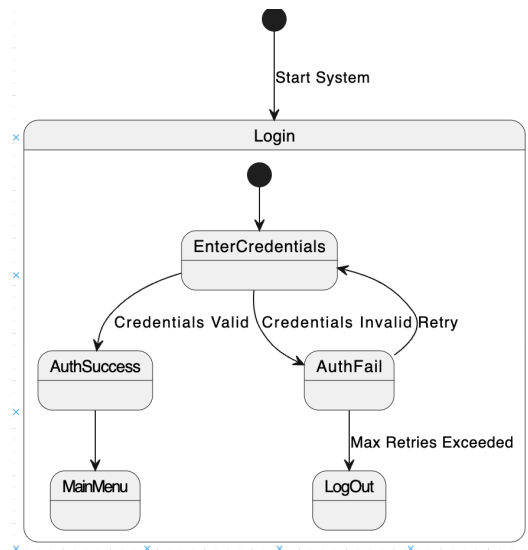 Start System
Login
EnterCredentials
Credentials Valid
Credentials Invalid
Retry
AuthSuccess
AuthFail
Max Retries Exceeded
MainMenu
LogOut